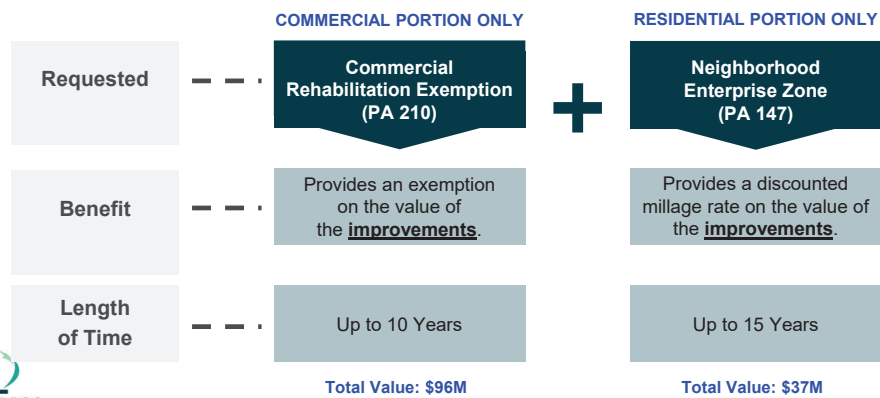 COMMERCIAL PORTION ONLY
RESIDENTIAL PORTION ONLY
Requested
Commercial
Rehabilitation Exemption
(PA 210)
+
Neighborhood
Enterprise Zone
(PA 147)
Benefit
Provides an exemption
on the value of
the improvements.
Provides a discounted
millage rate on the value of
the improvements.
Length
of Time
Up to 10 Years
Up to 15 Years
Total Value: $96M
Total Value: $37M